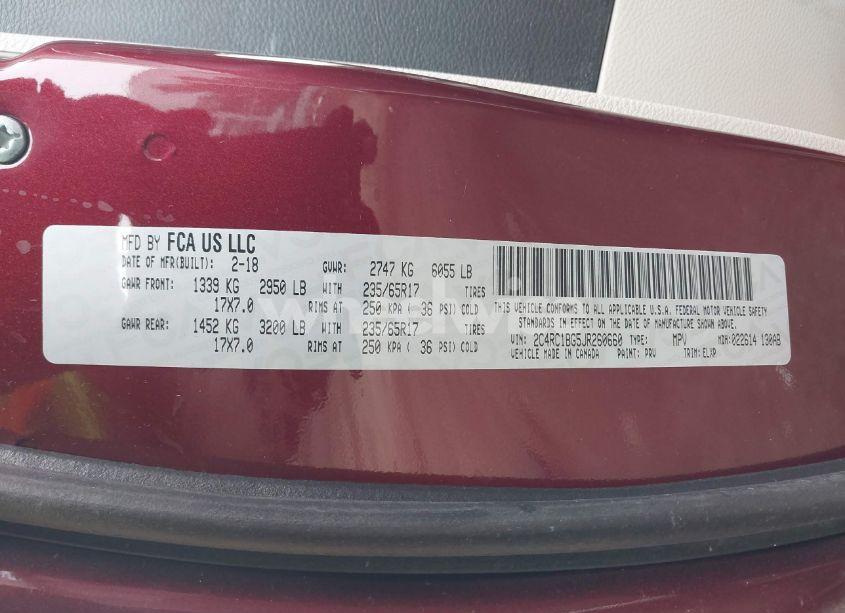 MFD BY FCA US LLC
DATE OF MFR(BUILT): 2-18 GVWR: 2747 KG 6055 LB
GAWR FRONT: 1339 KG 2950 LB WITH 235/65R17 TIRES
17X7.0 RIMS AT 250 KPA ( 36 PSI) COLD
GAWR REAR: 1452 KG 3200 LB WITH 235/65R17 TIRES
17X7.0 RIMS AT 250 KPA ( 36 PSI) COLD
THIS VEHICLE CONFORMS TO ALL APPLICABLE U.S.A. FEDERAL MOTOR VEHICLE SAFETY
STANDARDS IN EFFECT ON THE DATE OF MANUFACTURE SHOWN ABOVE.
VIN: 2C4RC1BG5JR260660 TYPE: MPV MDH: 022614 130AB
VEHICLE MADE IN CANADA PAINT: PRV TRIM: ELXP